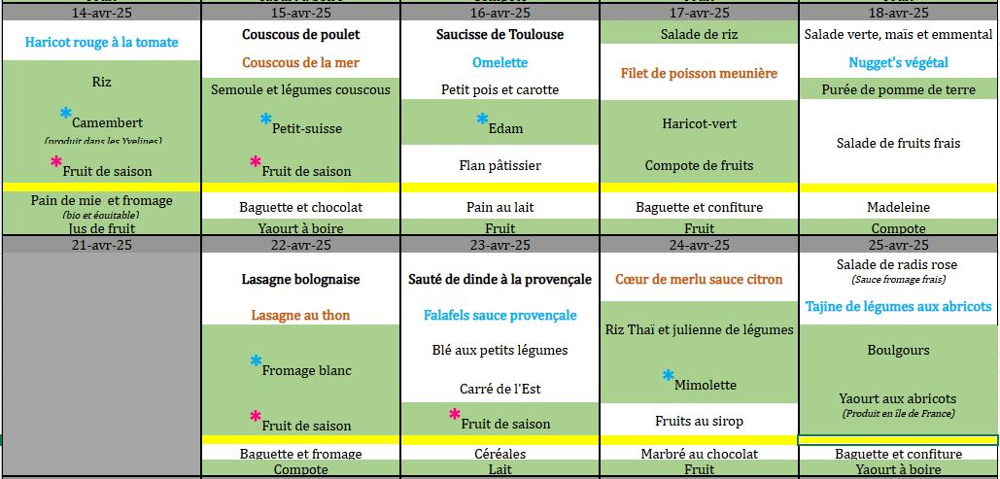 14-avr-25
Haricot rouge à la tomate
Riz
* Camembert
(produit dans les Yvelines)
* Fruit de saison
Pain de mie et fromage
(bio et équitable)
Jus de fruit
15-avr-25
Couscous de poulet
Couscous de la mer
Semoule et légumes couscous
* Petit-suisse
* Fruit de saison
Baguette et chocolat
Yaourt à boire
16-avr-25
Saucisse de Toulouse
Omelette
Petit pois et carotte
* Edam
Flan pâtissier
Pain au lait
Fruit
17-avr-25
Salade de riz
Filet de poisson meunière
Haricot-vert
Compote de fruits
Baguette et confiture
Fruit
18-avr-25
Salade verte, maïs et emmental
Nugget's végétal
Purée de pomme de terre
Salade de fruits frais
Madeleine
Compote
21-avr-25
22-avr-25
Lasagne bolognaise
Lasagne au thon
* Fromage blanc
* Fruit de saison
Baguette et fromage
Compote
23-avr-25
Sauté de dinde à la provençale
Falafels sauce provençale
Blé aux petits légumes
Carré de l'Est
* Fruit de saison
Céréales
Lait
24-avr-25
Cœur de merlu sauce citron
Riz Thaï et julienne de légumes
* Mimolette
Fruits au sirop
Marbré au chocolat
Fruit
25-avr-25
Salade de radis rose
(Sauce fromage frais)
Tajine de légumes aux abricots
Boulgours
Yaourt aux abricots
(Produit en île de France)
Baguette et confiture
Yaourt à boire